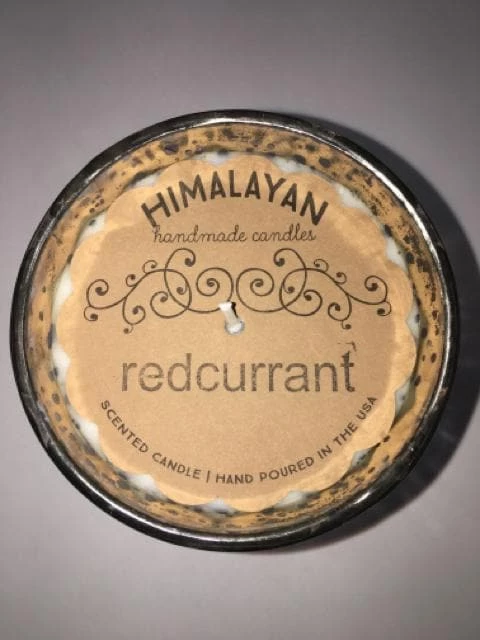 HIMALAYAN
handmade candles
redcurrant
SCENTED CANDLE | HAND POURED IN THE USA